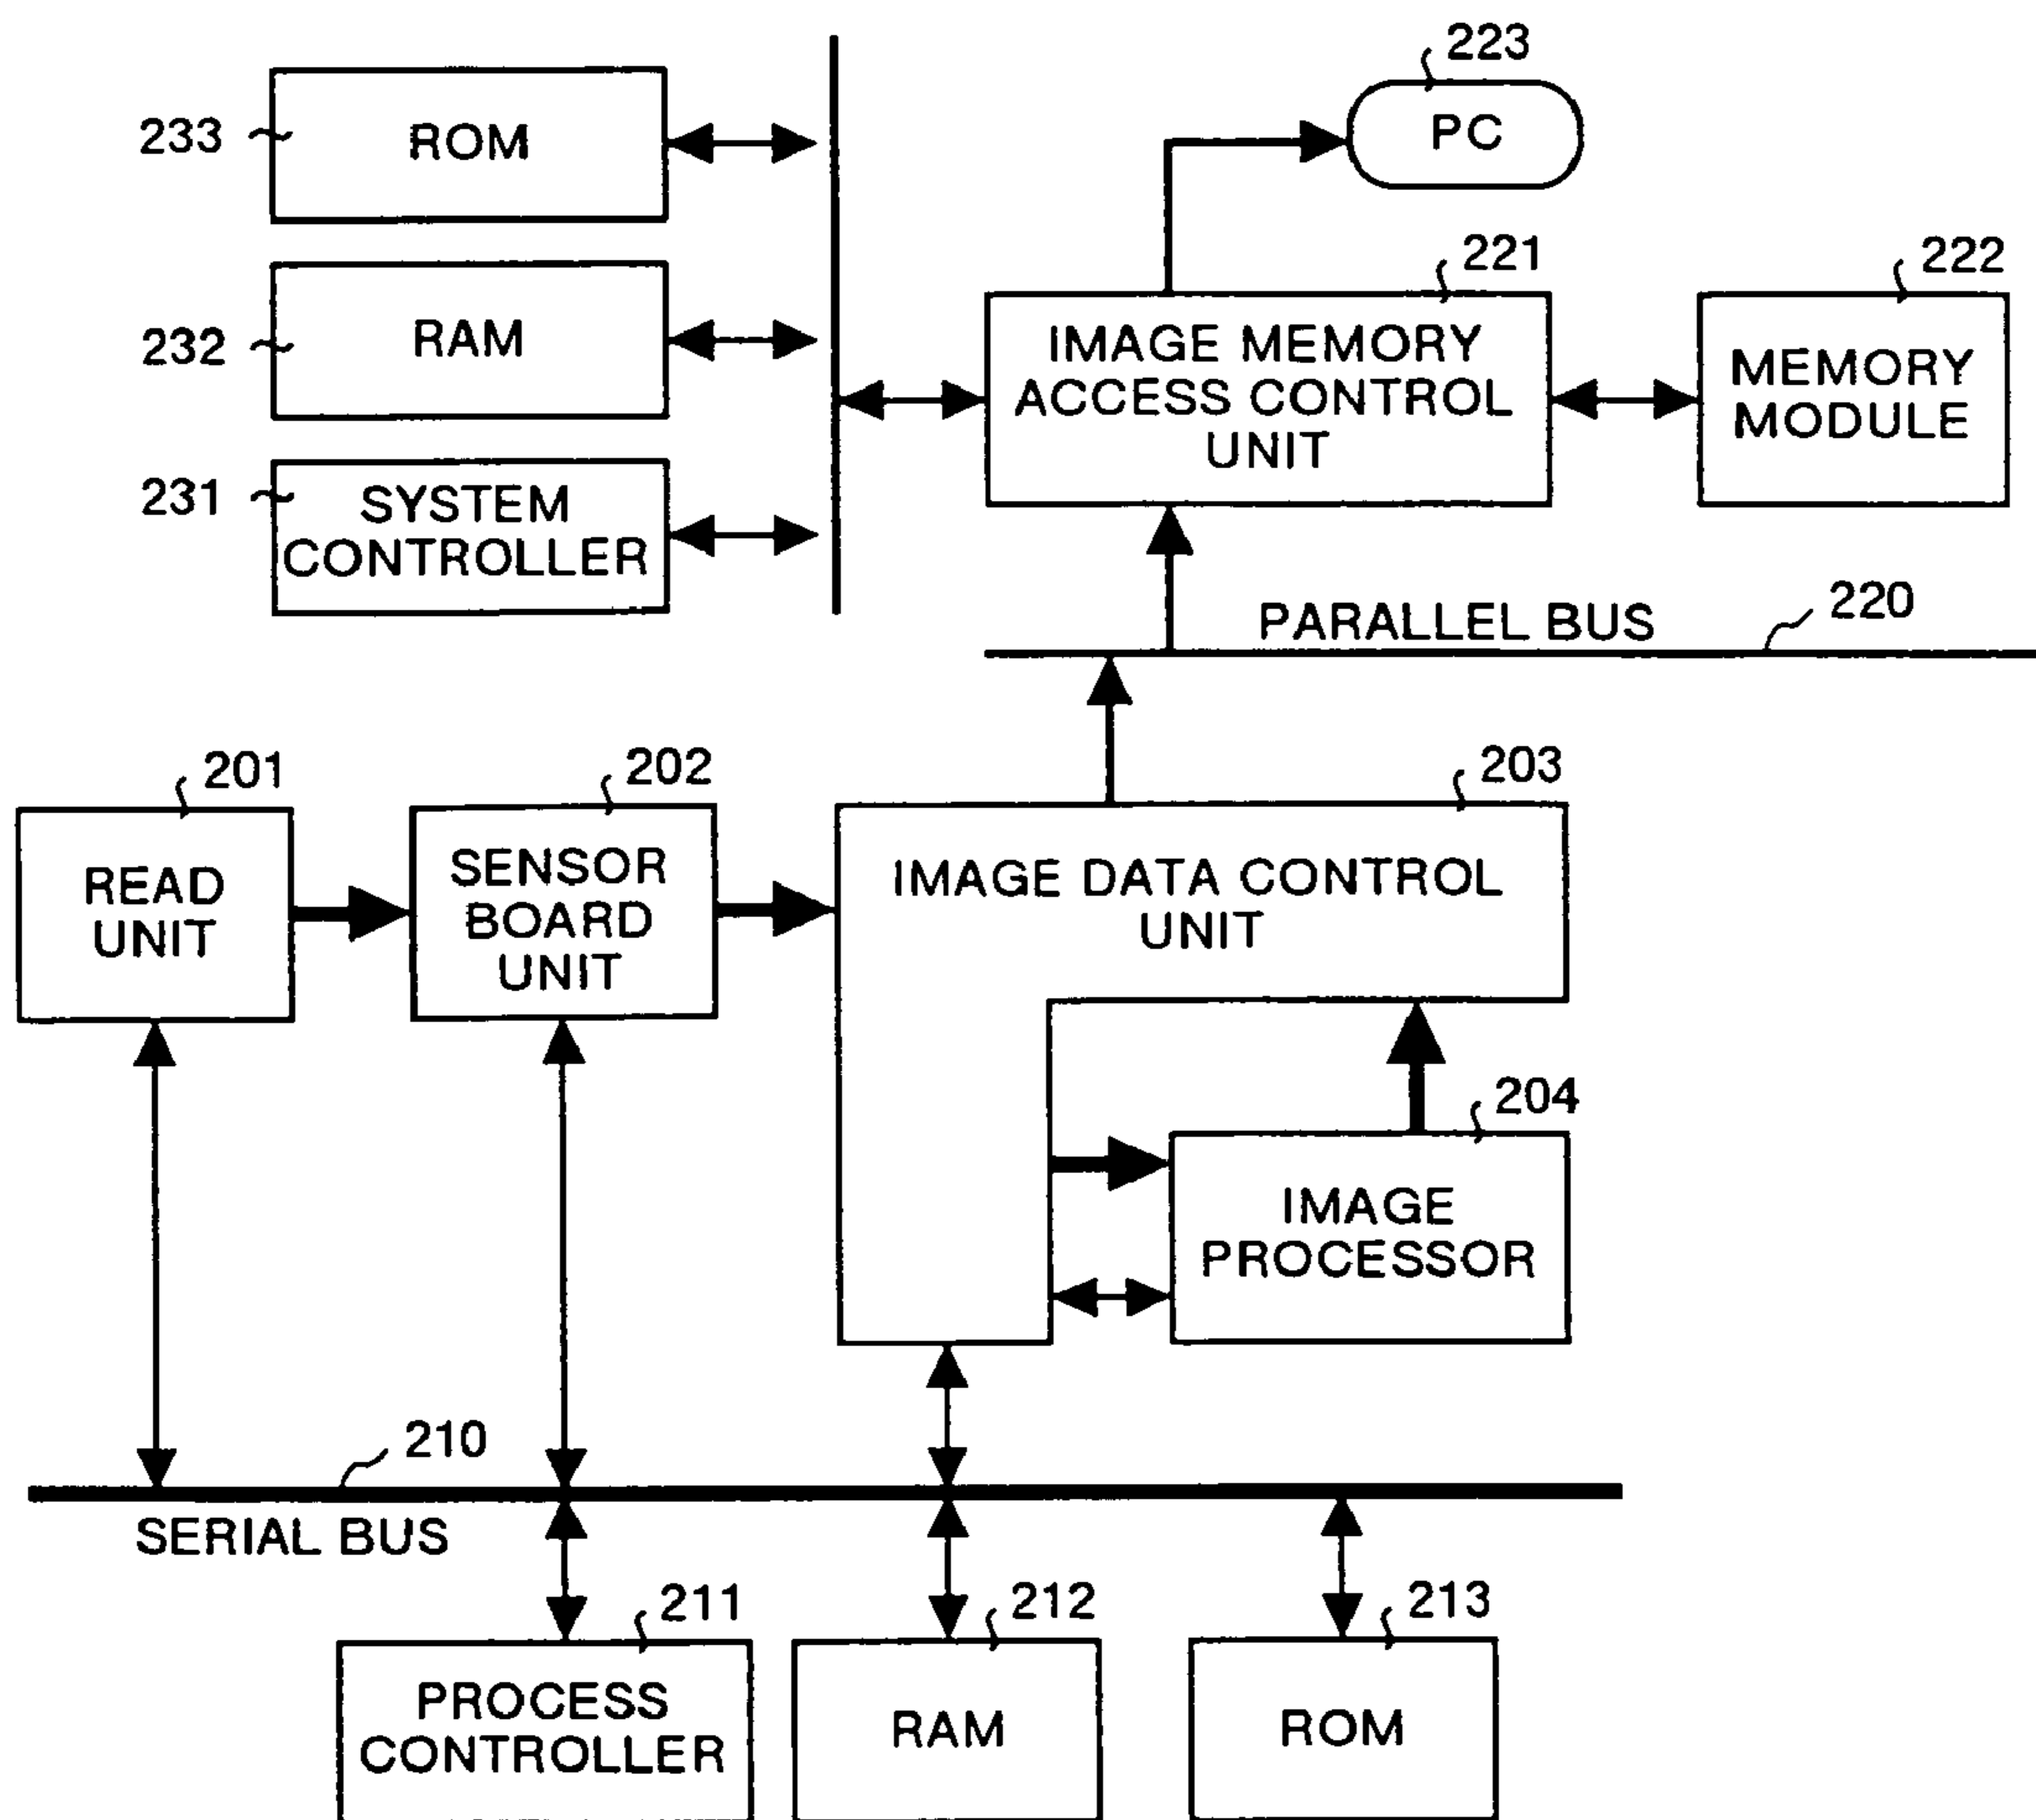 223
233
ROM
PC
221
222
232
RAM
IMAGE MEMORY
ACCESS CONTROL
UNIT
MEMORY
MODULE
231
SYSTEM
CONTROLLER
PARALLEL BUS
220
201
202
203
READ
UNIT
SENSOR
BOARD
UNIT
IMAGE DATA CONTROL
UNIT
204
IMAGE
PROCESSOR
210
SERIAL BUS
211
212
213
PROCESS
CONTROLLER
RAM
ROM